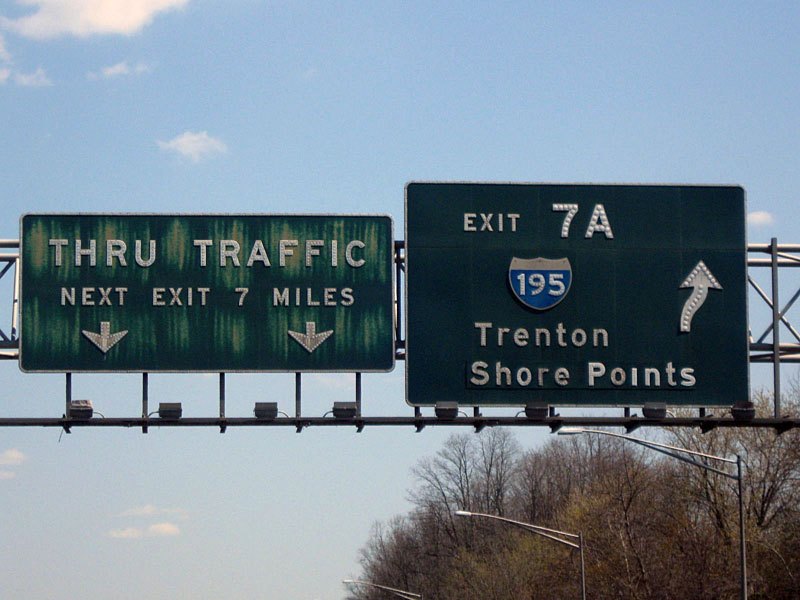 THRU TRAFFIC
NEXT EXIT 7 MILES
EXIT 7A
195
Trenton
Shore Points